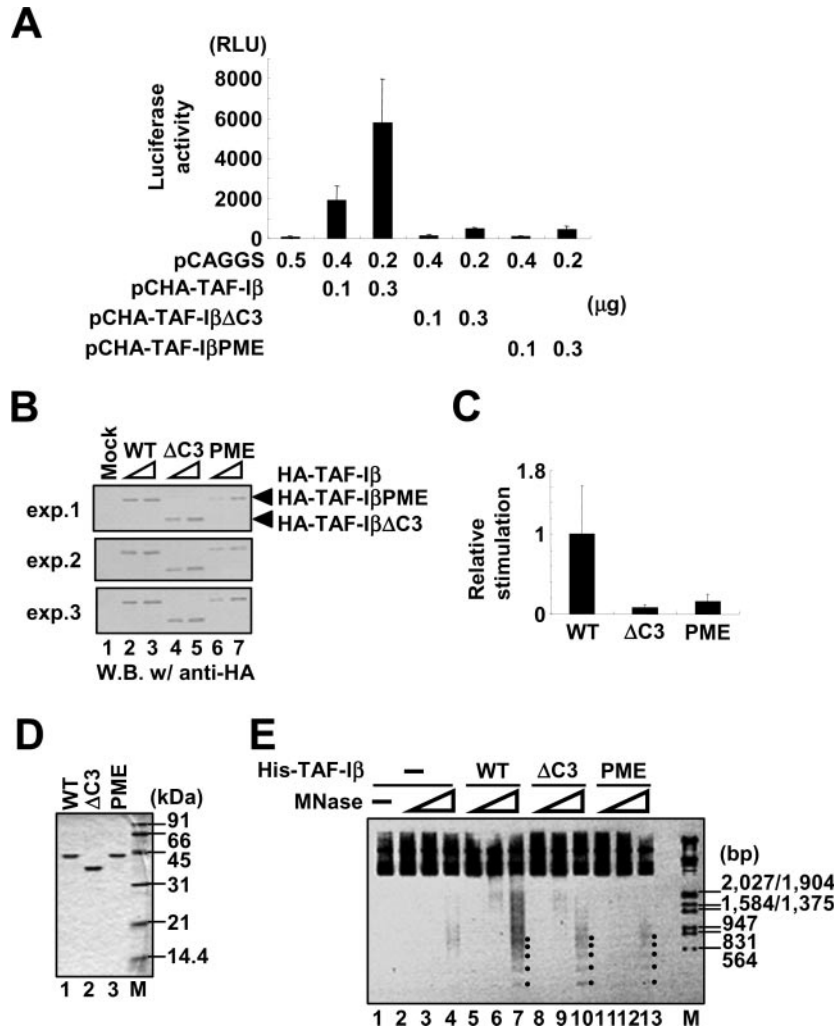 A
(RLU)
Luciferase activity
8000
6000
4000
2000
0
pCAGGS 0.5 0.4 0.2 0.4 0.2 0.4 0.2
pCHA-TAF-Iβ 0.1 0.3
pCHA-TAF-IβΔC3 0.1 0.3
(μg)
pCHA-TAF-IβPME 0.1 0.3
B
Mock WT ΔC3 PME
HA-TAF-Iβ
HA-TAF-IβPME
HA-TAF-IβΔC3
exp.1
exp.2
exp.3
1 2 3 4 5 6 7
W.B. w/ anti-HA
C
Relative stimulation
1.8
1
0
WT ΔC3 PME
D
WT ΔC3 PME (kDa)
91
66
45
31
21
14.4
1 2 3 M
E
His-TAF-Iβ – WT ΔC3 PME
MNase –
(bp)
2,027/1,904
1,584/1,375
947
831
564
1 2 3 4 5 6 7 8 9 10 11 12 13 M